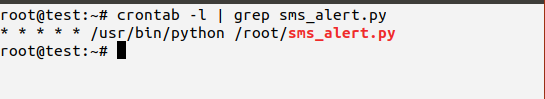 root@test:~# crontab -l | grep sms_alert.py
* * * * * /usr/bin/python /root/sms_alert.py
root@test:~#